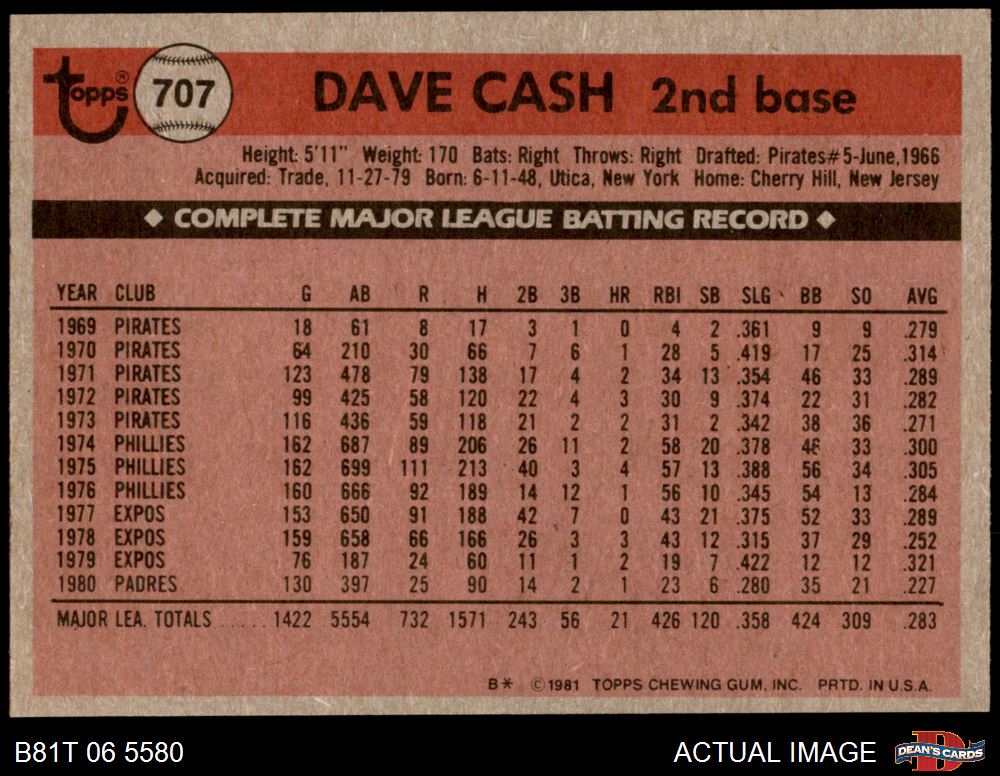 topps® 707 DAVE CASH 2nd base
Height: 5'11" Weight: 170 Bats: Right Throws: Right Drafted: Pirates#5-June,1966
Acquired: Trade, 11-27-79 Born: 6-11-48, Utica, New York Home: Cherry Hill, New Jersey
◆ COMPLETE MAJOR LEAGUE BATTING RECORD ◆
YEAR CLUB G AB R H 2B 3B HR RBI SB SLG BB SO AVG
1969 PIRATES 18 61 8 17 3 1 0 4 2 .361 9 9 .279
1970 PIRATES 64 210 30 66 7 6 1 28 5 .419 17 25 .314
1971 PIRATES 123 478 79 138 17 4 2 34 13 .354 46 33 .289
1972 PIRATES 99 425 58 120 22 4 3 30 9 .374 22 31 .282
1973 PIRATES 116 436 59 118 21 2 2 31 2 .342 38 36 .271
1974 PHILLIES 162 687 89 206 26 11 2 58 20 .378 46 33 .300
1975 PHILLIES 162 699 111 213 40 3 4 57 13 .388 56 34 .305
1976 PHILLIES 160 666 92 189 14 12 1 56 10 .345 54 13 .284
1977 EXPOS 153 650 91 188 42 7 0 43 21 .375 52 33 .289
1978 EXPOS 159 658 66 166 26 3 3 43 12 .315 37 29 .252
1979 EXPOS 76 187 24 60 11 1 2 19 7 .422 12 12 .321
1980 PADRES 130 397 25 90 14 2 1 23 6 .280 35 21 .227
MAJOR LEA. TOTALS ..... 1422 5554 732 1571 243 56 21 426 120 .358 424 309 .283
B* ©1981 TOPPS CHEWING GUM, INC. PRTD. IN U.S.A.
B81T 06 5580 ACTUAL IMAGE DEAN'S CARDS